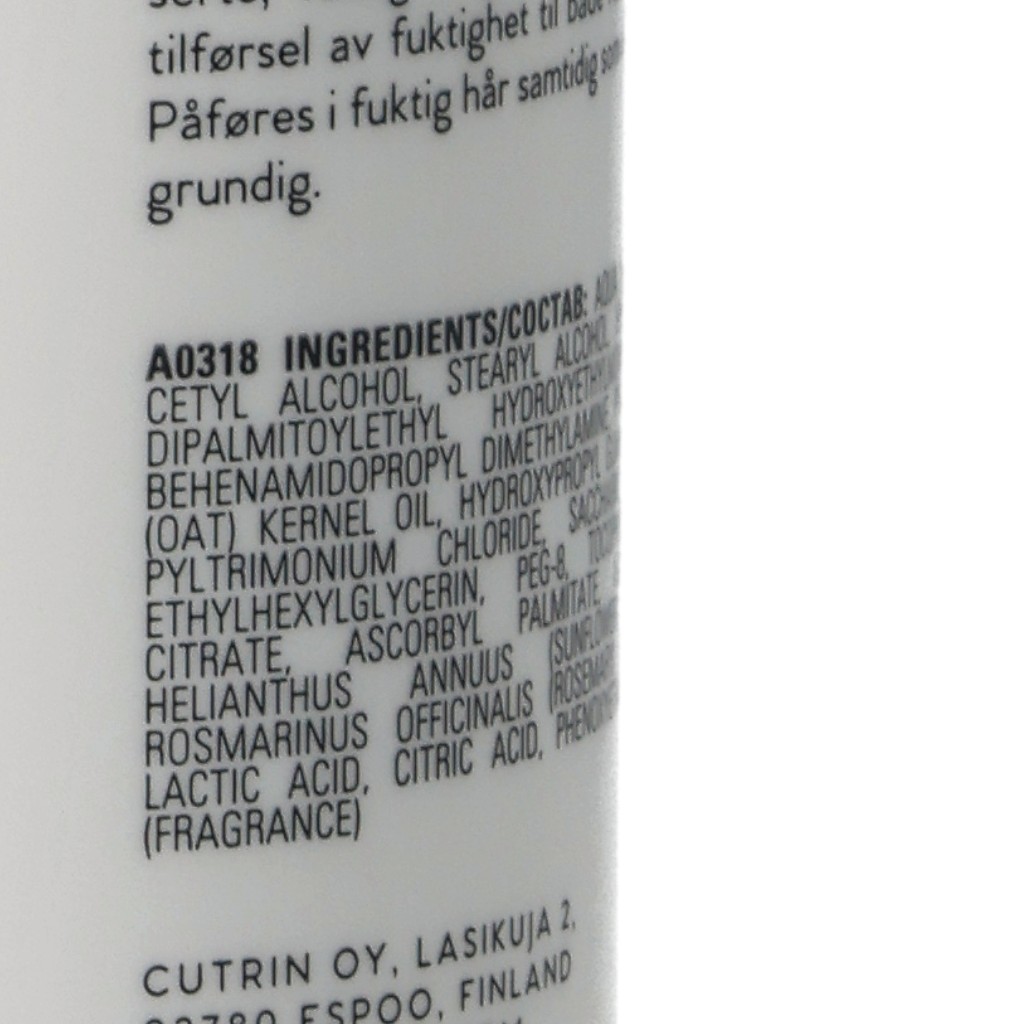 tilførsel av fuktighet til
Påføres i fuktig hår samtidig
grundig.
A0318 INGREDIENTS/COCTAB:
CETYL ALCOHOL, STEARYL ALCOHOL,
DIPALMITOYLETHYL
BEHENAMIDOPROPYL DIMETHYLAMINE
(OAT) KERNEL OIL, HYDROXYPROPYL
PYLTRIMONIUM CHLORIDE,
ETHYLHEXYLGLYCERIN, PEG-8,
CITRATE, ASCORBYL PALMITATE,
HELIANTHUS ANNUUS
ROSMARINUS OFFICINALIS
LACTIC ACID, CITRIC ACID,
(FRAGRANCE)
CUTRIN OY, LASIKUJA 2,
ESPOO, FINLAND